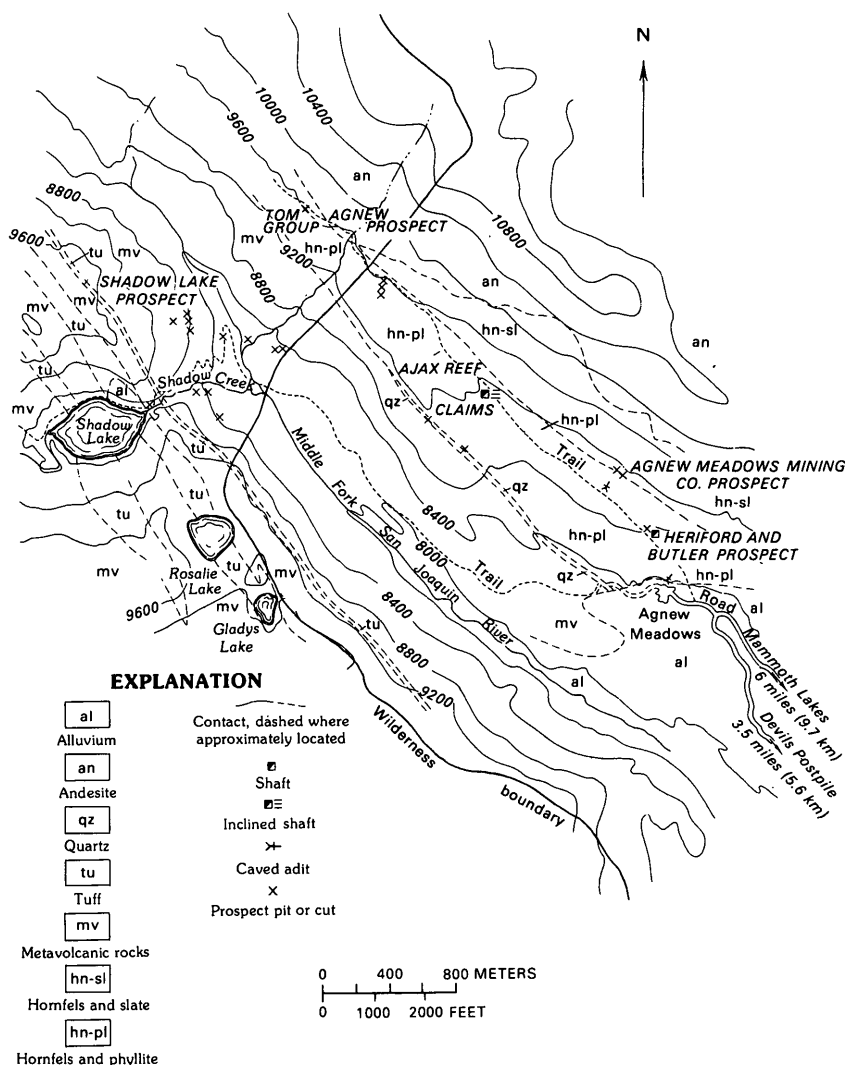 N
10400
10000
9600
an
8800
TOM
GROUP
AGNEW
PROSPECT
10800
mv
hn-pl
9200
9600
tu
mv
an
SHADOW LAKE
PROSPECT
8800
mv
mv
hn-pl
hn-sl
tu
an
AJAX REEF
CLAIMS
tu
Shadow Creek
al
qz
mv
hn-pl
Shadow
Lake
tu
Middle
Fork
San
Joaquin
River
Trail
AGNEW MEADOWS MINING
CO. PROSPECT
qz
hn-sl
tu
tu
8400
hn-pl
HERIFORD AND
BUTLER PROSPECT
8000
Trail
mv
Rosalie
Lake
tu
mv
qz
hn-pl
Road
al
9600
mv
Gladys
Lake
8400
tu
8800
9200
mv
Agnew
Meadows
al
al
Mammoth Lakes
6 miles (9.7 km)
Devils Postpile
3.5 miles (5.6 km)
Wilderness
boundary
EXPLANATION
al
Alluvium
an
Andesite
qz
Quartz
tu
Tuff
mv
Metavolcanic rocks
hn-sl
Hornfels and slate
hn-pl
Hornfels and phyllite
Contact, dashed where
approximately located
Shaft
Inclined shaft
Caved adit
Prospect pit or cut
0 400 800 METERS
0 1000 2000 FEET